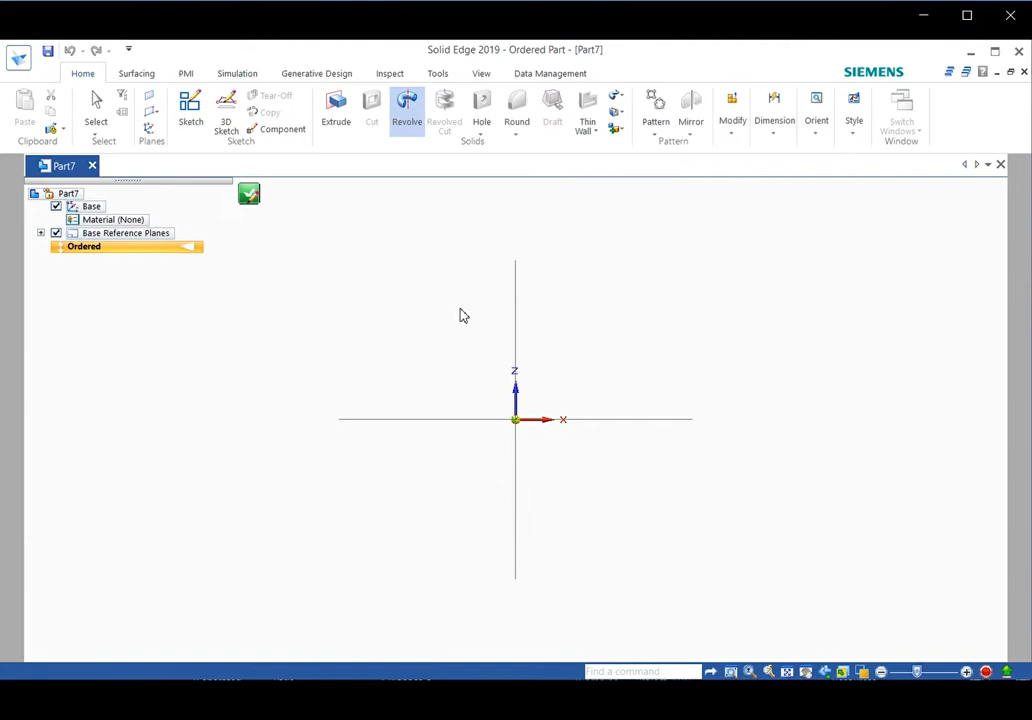 Solid Edge 2019 - Ordered Part - [Part7]
Home Surfacing PMI Simulation Generative Design Inspect Tools View Data Management SIEMENS
Paste Select Sketch 3D Sketch Tear-Off Copy Component Extrude Cut Revolve Revolved Cut Hole Round Draft Thin Wall Pattern Mirror Modify Dimension Orient Style Switch Windows
Clipboard Select Planes Sketch Solids Pattern Window
Part7
Part7
Base
Material (None)
Base Reference Planes
Ordered
Z
X
Find a command